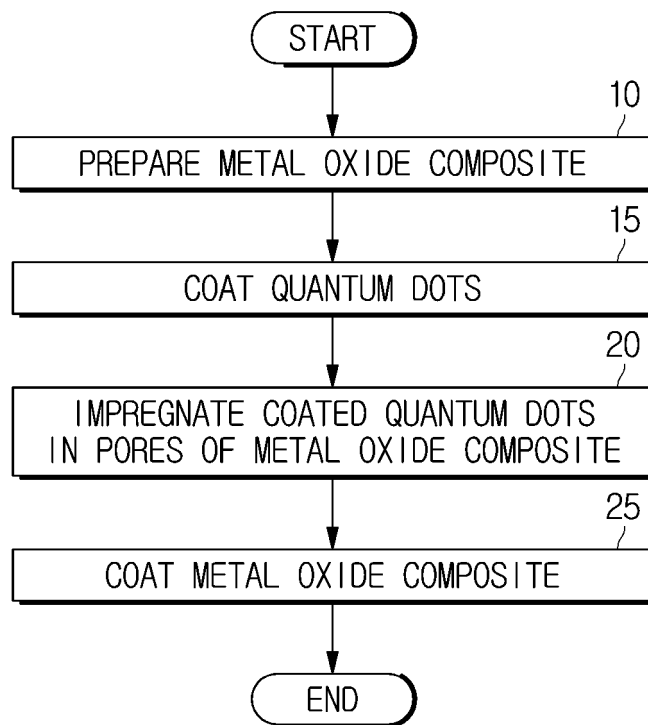 START
10
PREPARE METAL OXIDE COMPOSITE
15
COAT QUANTUM DOTS
20
IMPREGNATE COATED QUANTUM DOTS
IN PORES OF METAL OXIDE COMPOSITE
25
COAT METAL OXIDE COMPOSITE
END